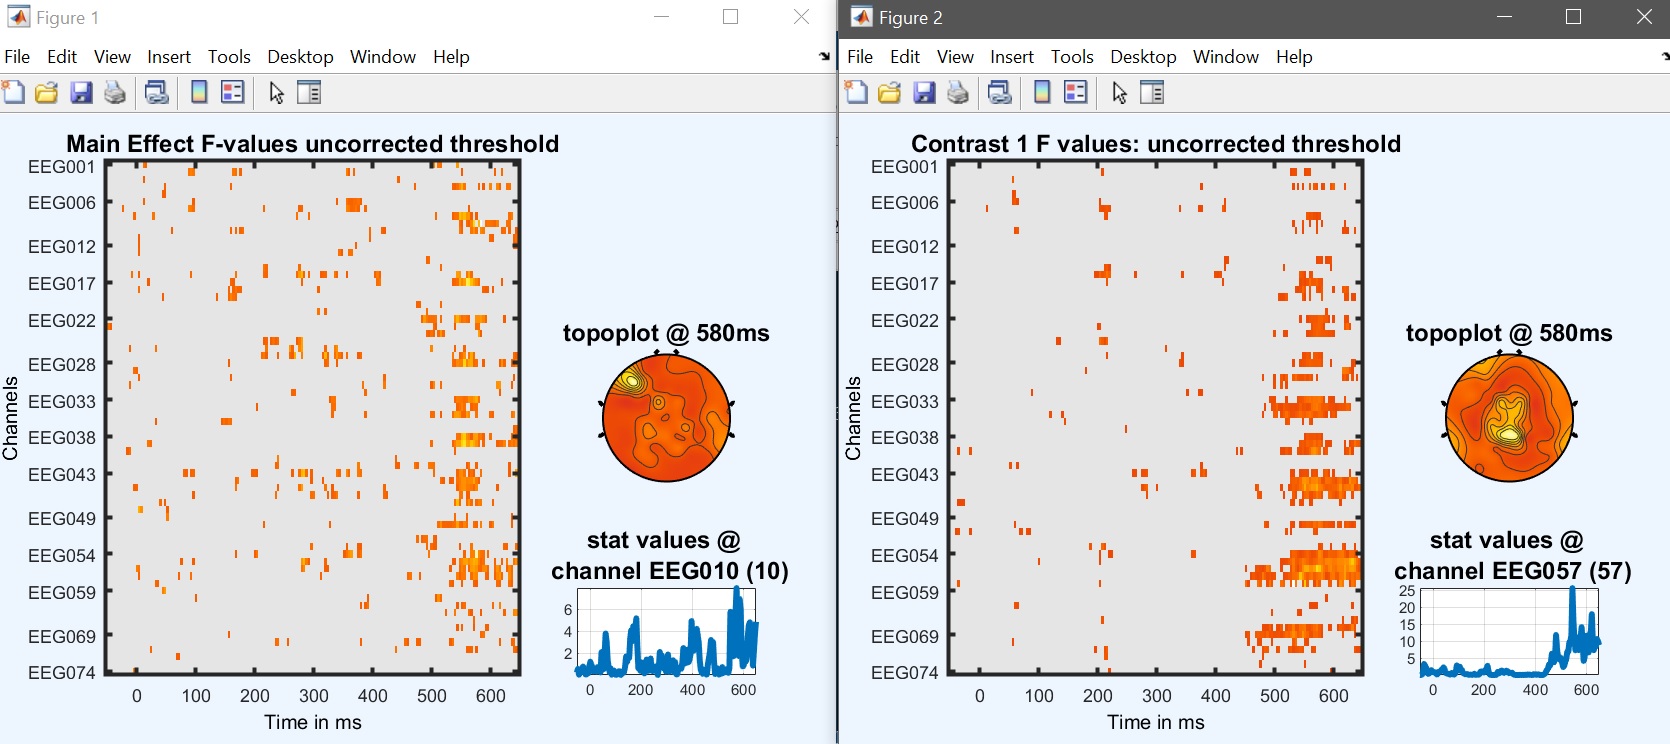 Figure 1
File Edit View Insert Tools Desktop Window Help
Main Effect F-values uncorrected threshold
EEG001
EEG006
EEG012
EEG017
EEG022
EEG028
EEG033
EEG038
EEG043
EEG049
EEG054
EEG059
EEG069
EEG074
Channels
0 100 200 300 400 500 600
Time in ms
topoplot @ 580ms
stat values @
channel EEG010 (10)
6
4
2
0 200 400 600
Figure 2
File Edit View Insert Tools Desktop Window Help
Contrast 1 F values: uncorrected threshold
EEG001
EEG006
EEG012
EEG017
EEG022
EEG028
EEG033
EEG038
EEG043
EEG049
EEG054
EEG059
EEG069
EEG074
Channels
0 100 200 300 400 500 600
Time in ms
topoplot @ 580ms
stat values @
channel EEG057 (57)
25
20
15
10
5
0 200 400 600